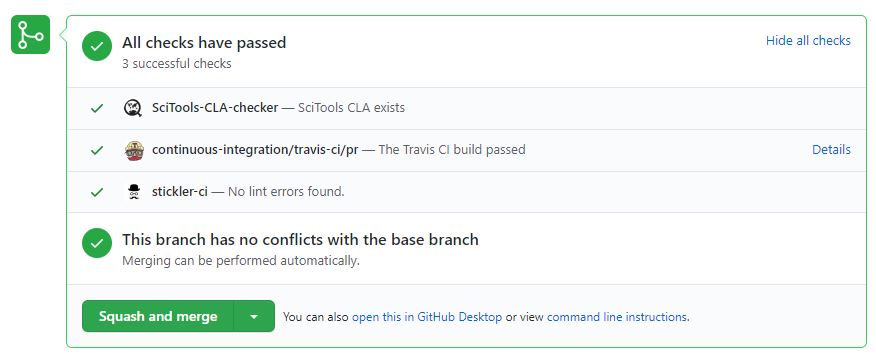 All checks have passed
Hide all checks
3 successful checks
SciTools-CLA-checker — SciTools CLA exists
continuous-integration/travis-ci/pr — The Travis CI build passed
Details
stickler-ci — No lint errors found.
This branch has no conflicts with the base branch
Merging can be performed automatically.
Squash and merge
You can also open this in GitHub Desktop or view command line instructions.